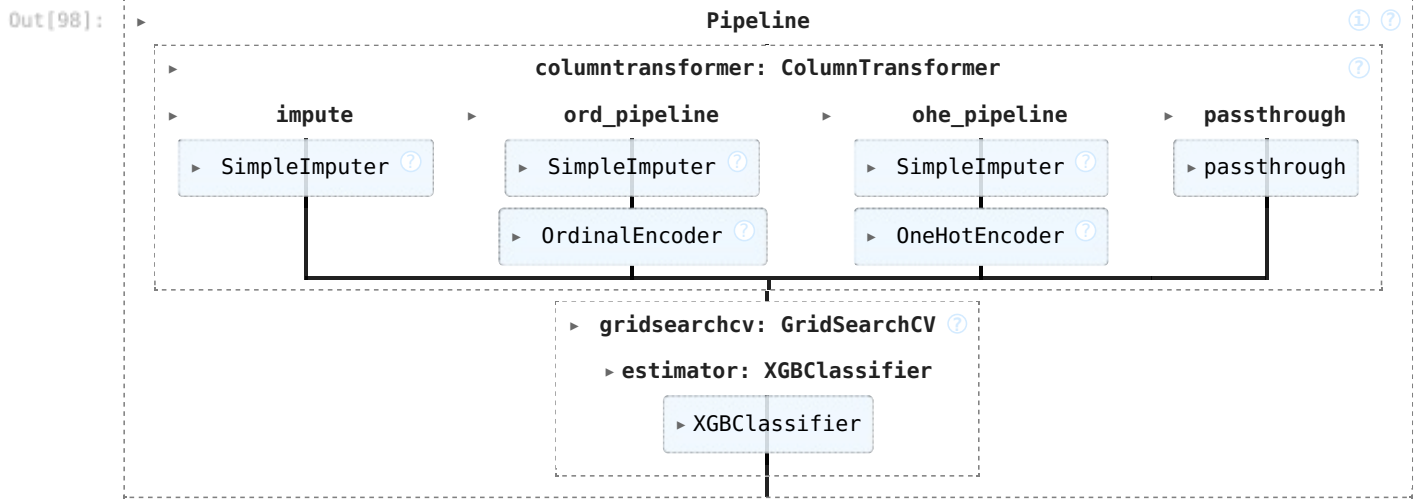 Out[98]: ▸ Pipeline i ?
▸ columntransformer: ColumnTransformer ?
▸ impute ▸ ord_pipeline ▸ ohe_pipeline ▸ passthrough
▸ SimpleImputer ? ▸ SimpleImputer ? ▸ SimpleImputer ? ▸ passthrough
▸ OrdinalEncoder ? ▸ OneHotEncoder ?
▸ gridsearchcv: GridSearchCV ?
▸ estimator: XGBClassifier
▸ XGBClassifier